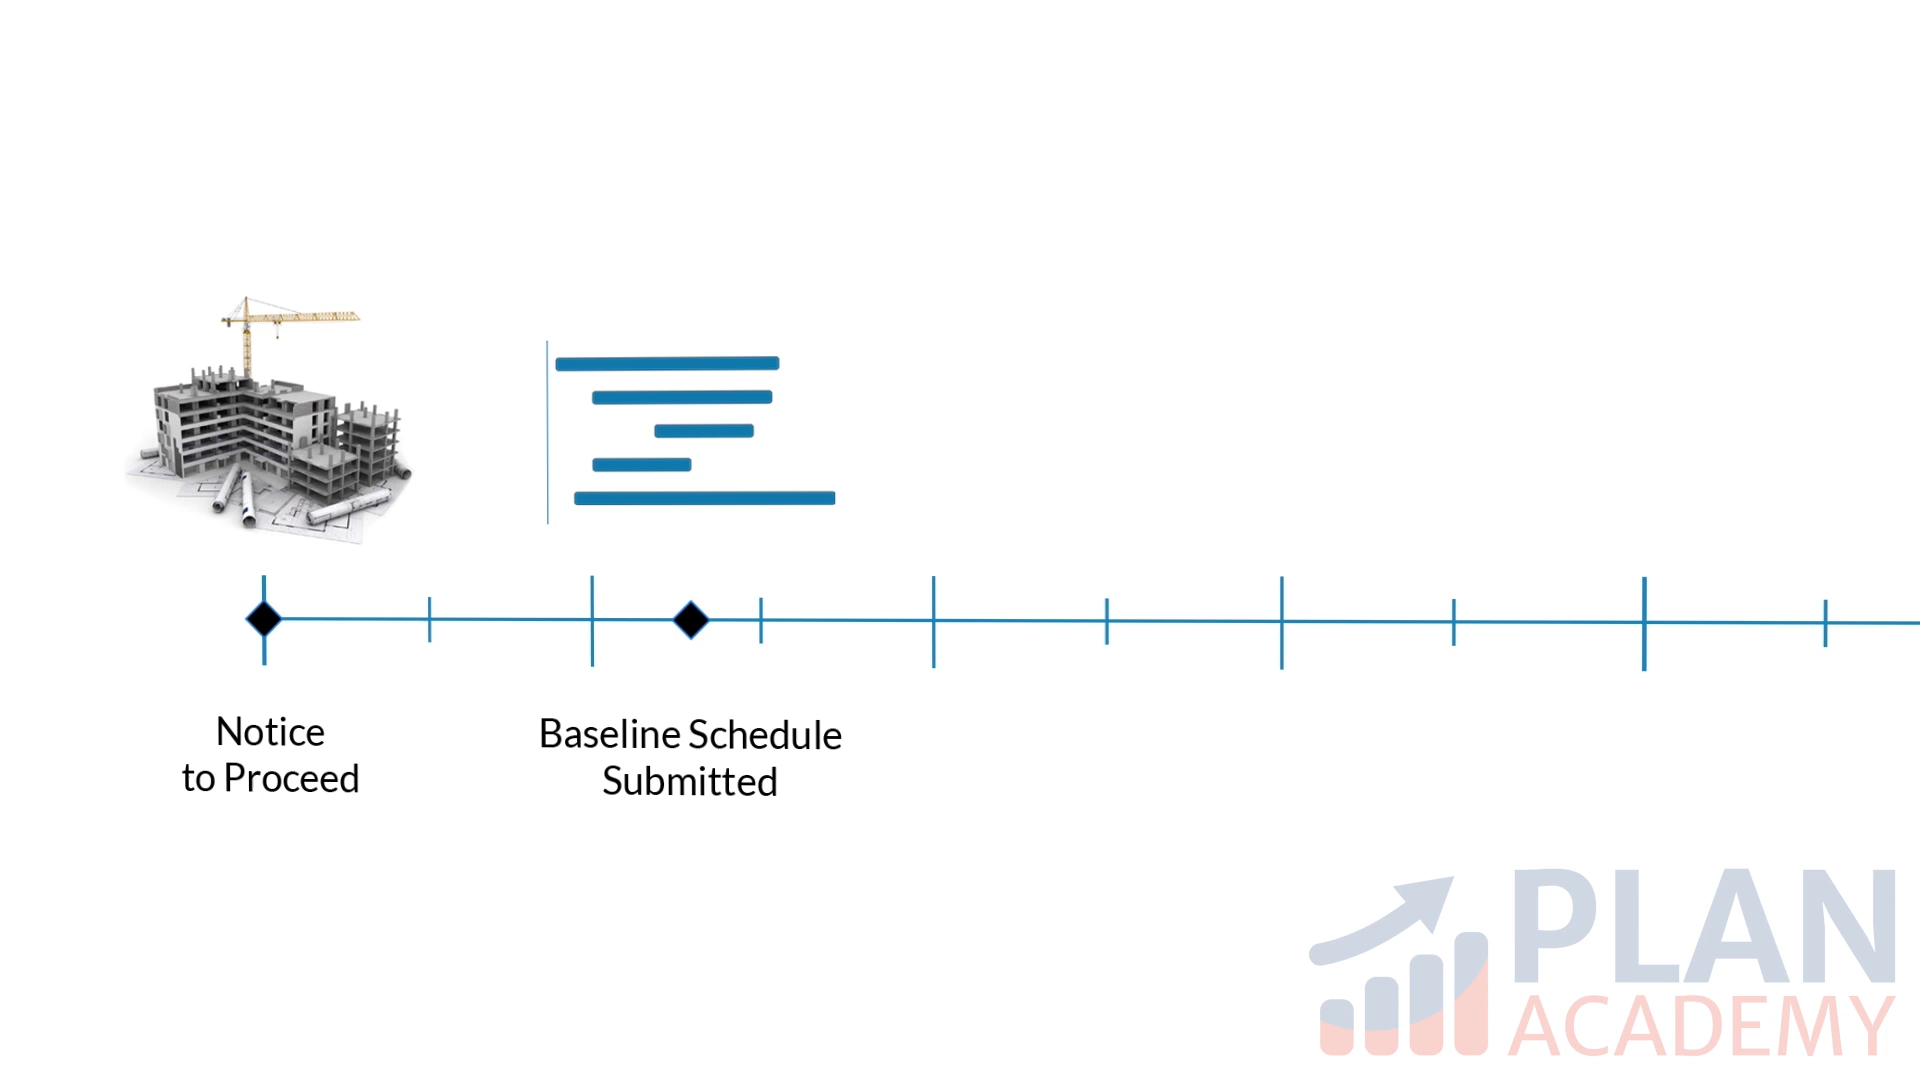 Notice
to Proceed
Baseline Schedule
Submitted
PLAN
ACADEMY